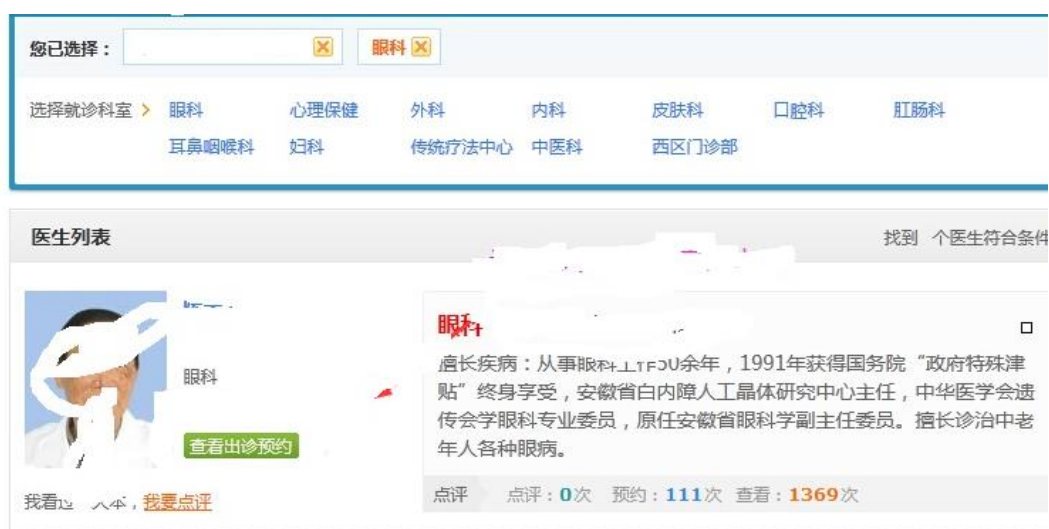 您已选择：
眼科
选择就诊科室 > 眼科 心理保健 外科 内科 皮肤科 口腔科 肛肠科
耳鼻咽喉科 妇科 传统疗法中心 中医科 西区门诊部
医生列表
找到 个医生符合条件
眼科
眼科
擅长疾病：从事眼科工作50余年，1991年获得国务院“政府特殊津
贴”终身享受，安徽省白内障人工晶体研究中心主任，中华医学会遗
传会学眼科专业委员，原任安徽省眼科学副主任委员。擅长诊治中老
年人各种眼病。
查看出诊预约
点评 点评：0次 预约：111次 查看：1369次
我看过 ，我要点评